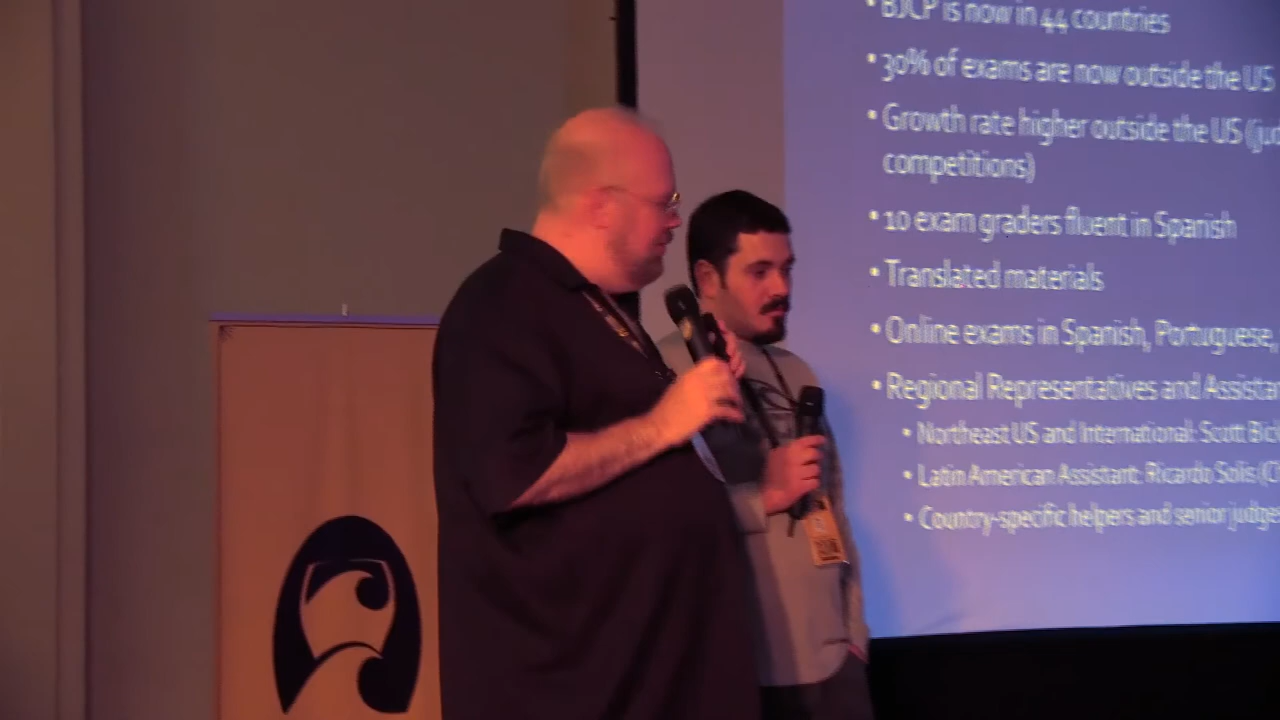 • BJCP is now in 44 countries
• 30% of exams are now outside the US
• Growth rate higher outside the US
competitions)
• 10 exam graders fluent in Spanish
• Translated materials
• Online exams in Spanish, Portuguese,
• Regional Representatives and
• Northeast US and International: Scott
• Latin American Assistant: Ricardo Solis
• Country-specific helpers and senior